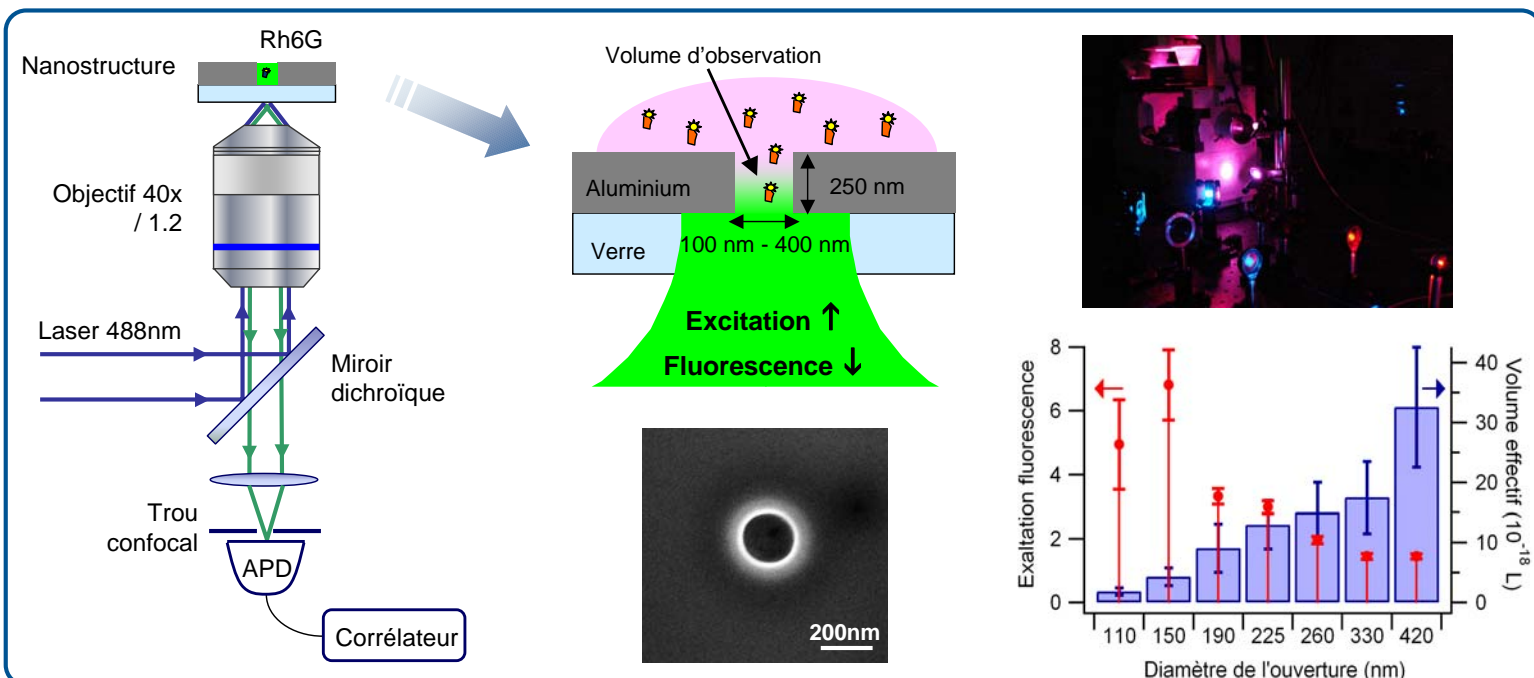 Rh6G
Nanostructure
Objectif 40x
/ 1.2
Laser 488nm
Miroir
dichroïque
Trou
confocal
APD
Corrélateur
Volume d'observation
Aluminium
250 nm
100 nm - 400 nm
Verre
Excitation ↑
Fluorescence ↓
200nm
Exaltation fluorescence
8
6
4
2
0
40
30
20
10
0
Volume effectif (10⁻¹⁸ L)
110 150 190 225 260 330 420
Diamètre de l'ouverture (nm)